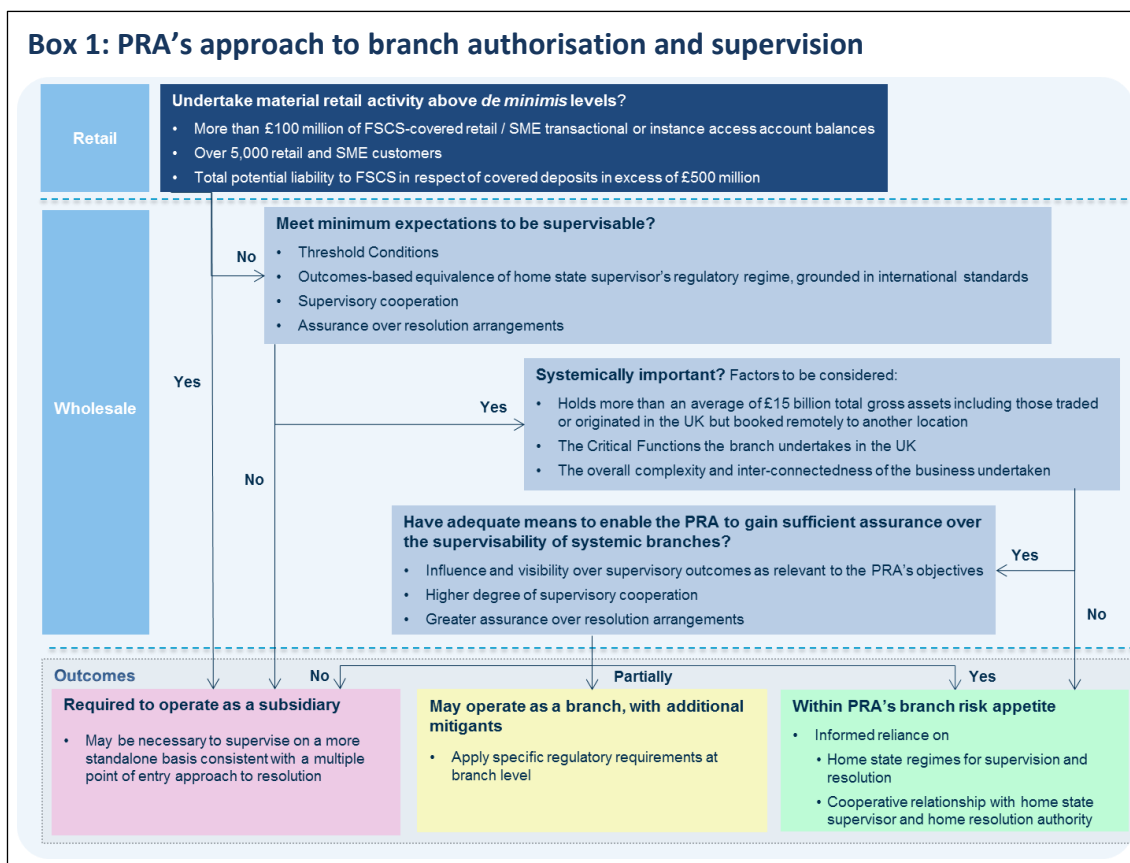 Box 1: PRA's approach to branch authorisation and supervision
Retail
Undertake material retail activity above de minimis levels?
• More than £100 million of FSCS-covered retail / SME transactional or instance access account balances
• Over 5,000 retail and SME customers
• Total potential liability to FSCS in respect of covered deposits in excess of £500 million
Wholesale
No
Meet minimum expectations to be supervisable?
• Threshold Conditions
• Outcomes-based equivalence of home state supervisor's regulatory regime, grounded in international standards
• Supervisory cooperation
• Assurance over resolution arrangements
Yes
Yes
Systemically important? Factors to be considered:
• Holds more than an average of £15 billion total gross assets including those traded
or originated in the UK but booked remotely to another location
• The Critical Functions the branch undertakes in the UK
• The overall complexity and inter-connectedness of the business undertaken
No
Have adequate means to enable the PRA to gain sufficient assurance over
the supervisability of systemic branches?
• Influence and visibility over supervisory outcomes as relevant to the PRA's objectives
• Higher degree of supervisory cooperation
• Greater assurance over resolution arrangements
Yes
No
Outcomes
No
Partially
Yes
Required to operate as a subsidiary
• May be necessary to supervise on a more
standalone basis consistent with a multiple
point of entry approach to resolution
May operate as a branch, with additional
mitigants
• Apply specific regulatory requirements at
branch level
Within PRA's branch risk appetite
• Informed reliance on
• Home state regimes for supervision and
resolution
• Cooperative relationship with home state
supervisor and home resolution authority